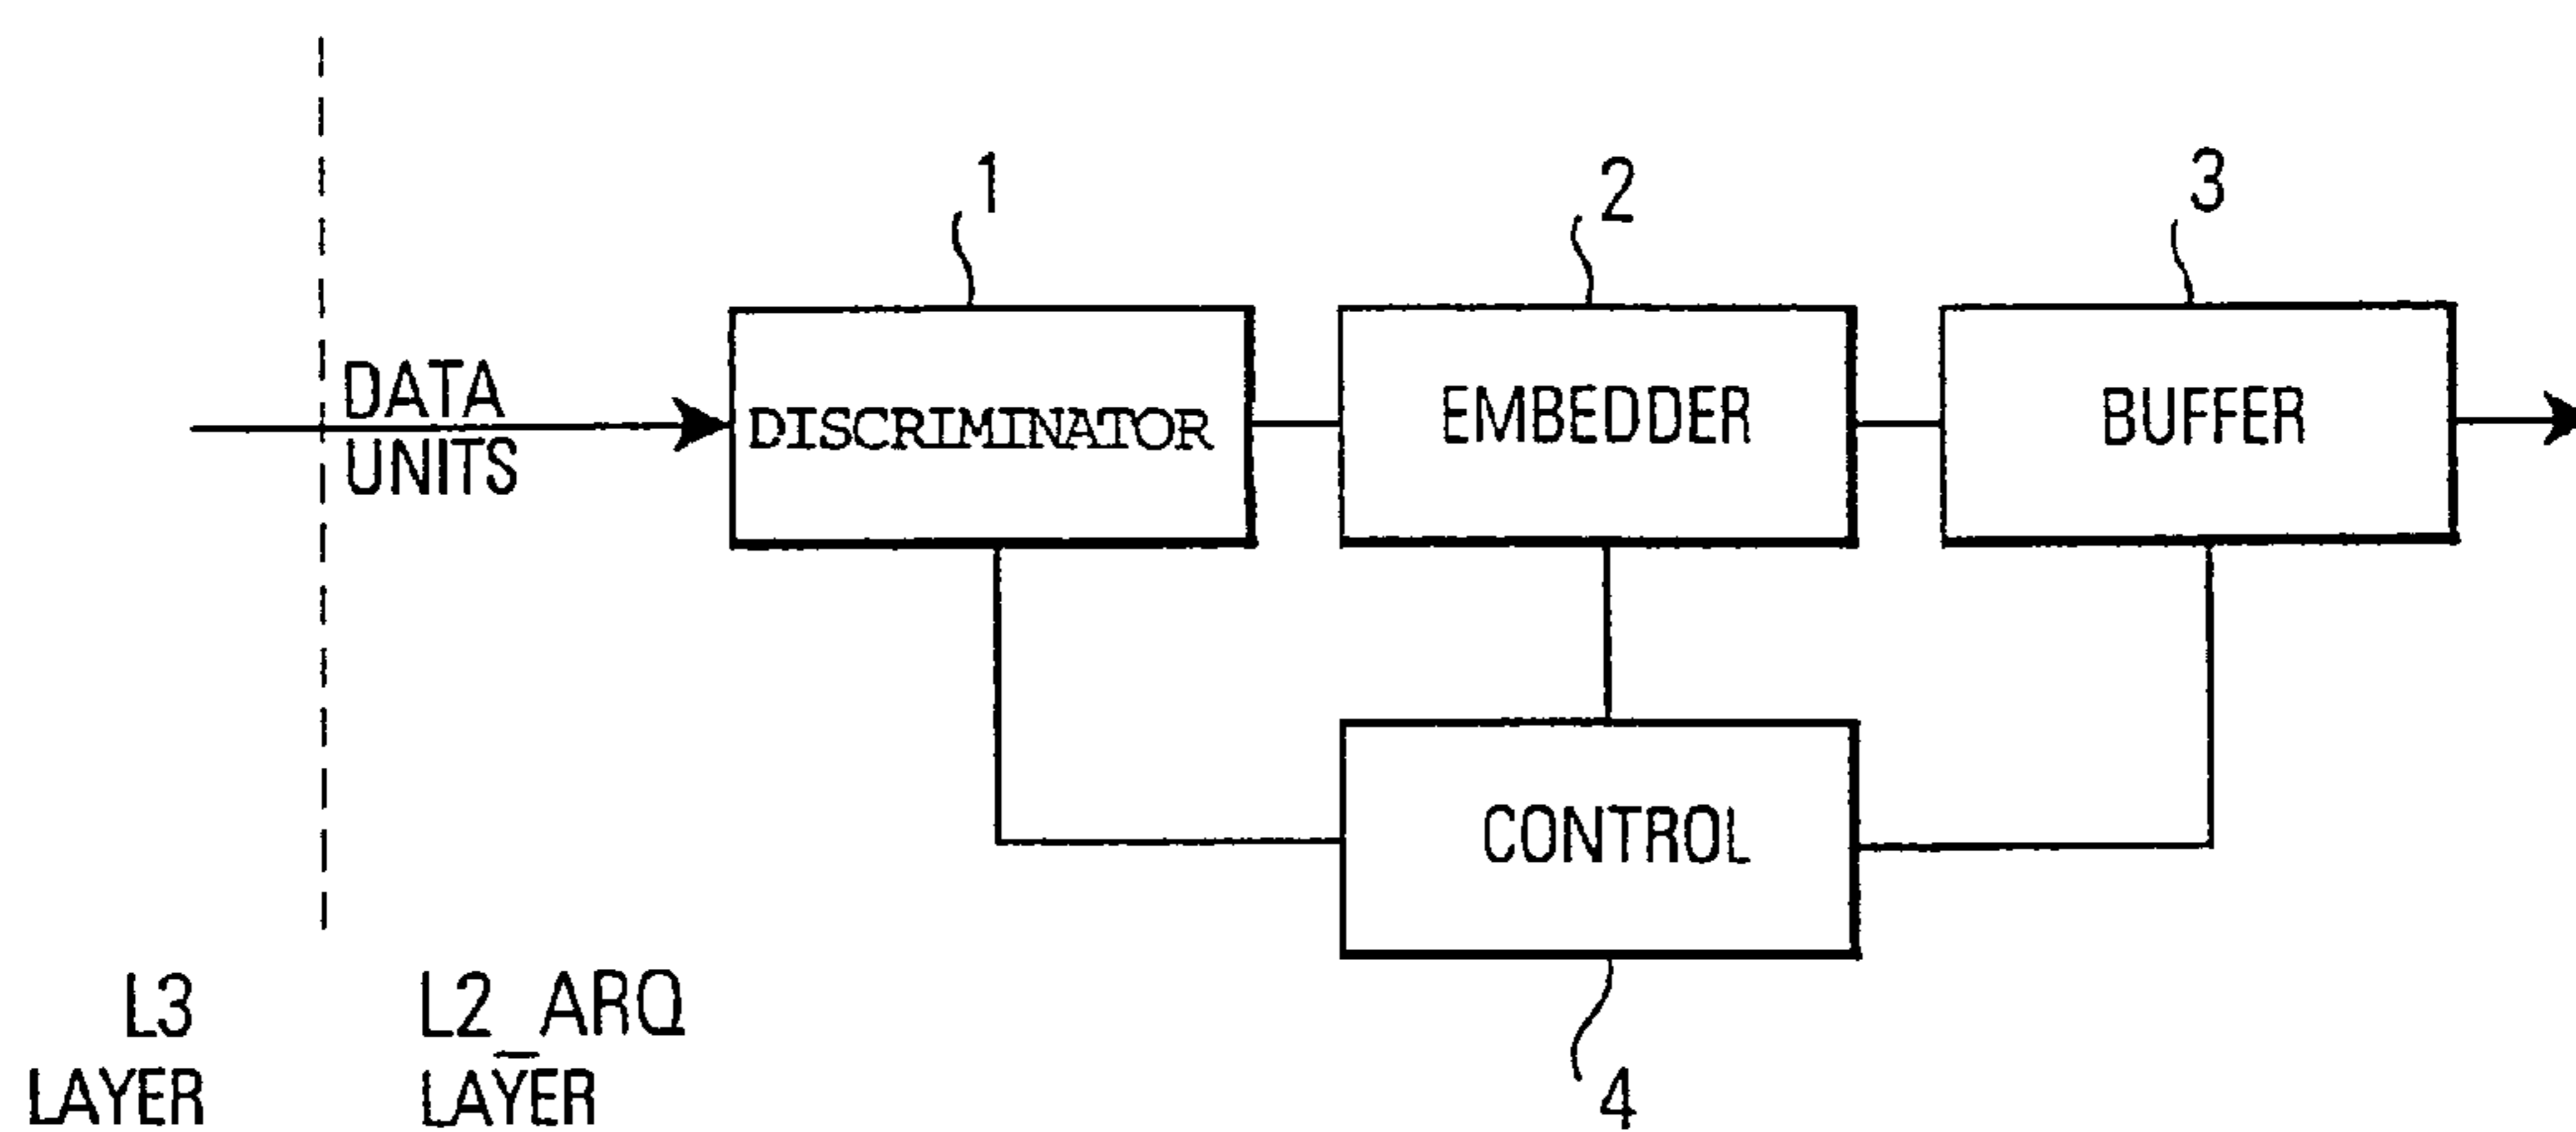 1
2
3
DATA
UNITS
DISCRIMINATOR
EMBEDDER
BUFFER
CONTROL
4
L3
LAYER
L2_ARQ
LAYER